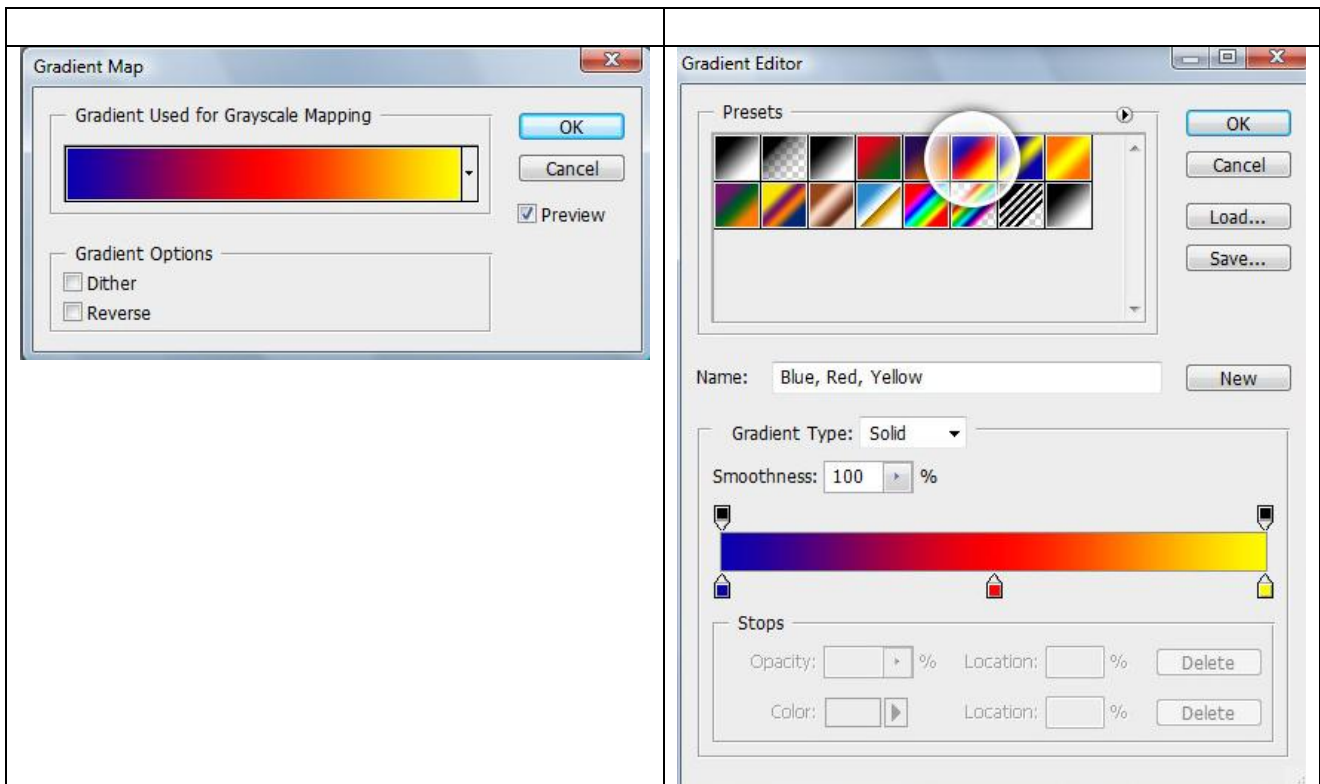 Gradient Map
Gradient Used for Grayscale Mapping
OK
Cancel
Preview
Gradient Options
Dither
Reverse
Gradient Editor
Presets
OK
Cancel
Load...
Save...
Name: Blue, Red, Yellow New
Gradient Type: Solid
Smoothness: 100 %
Stops
Opacity: % Location: % Delete
Color: Location: % Delete